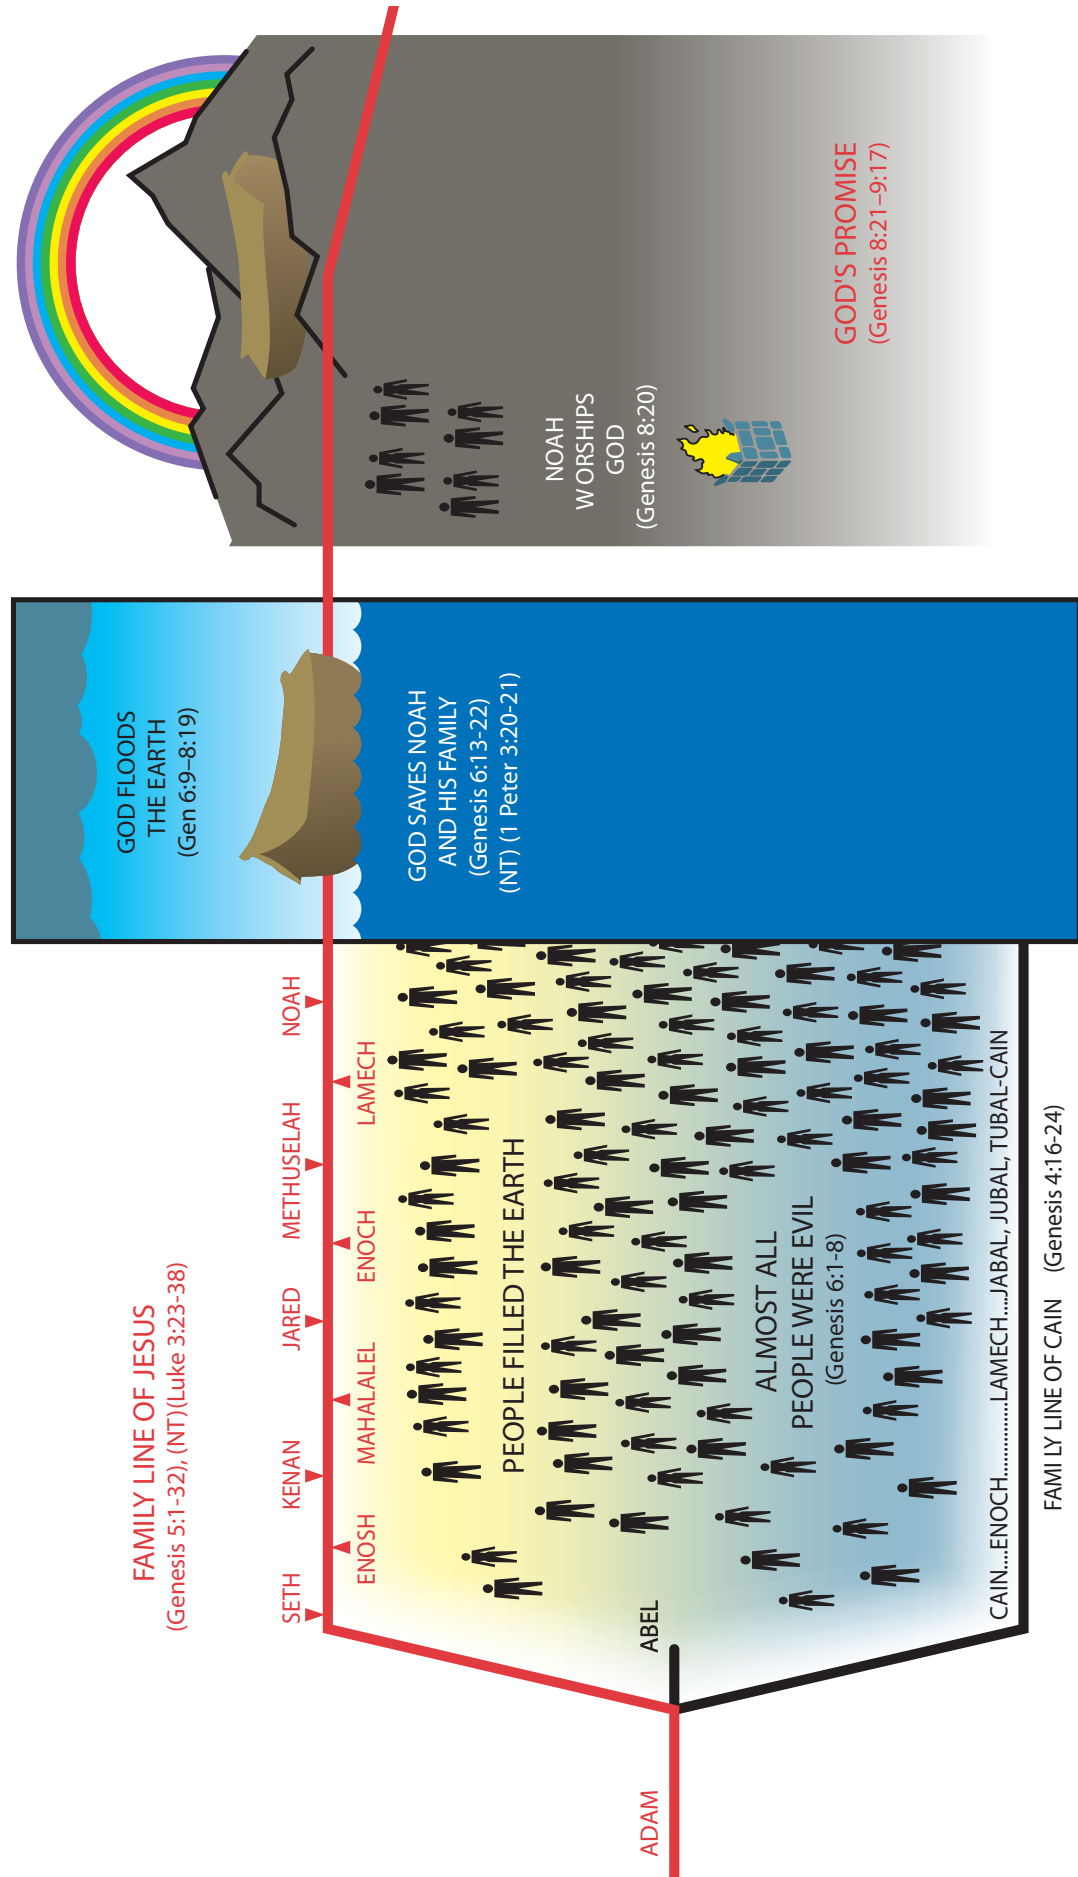 ADAM
ABEL
FAMILY LINE OF JESUS
(Genesis 5:1-32), (NT)(Luke 3:23-38)
SETH
ENOSH
KENAN
MAHALALEL
JARED
ENOCH
METHUSELAH
LAMECH
NOAH
PEOPLE FILLED THE EARTH
ALMOST ALL
PEOPLE WERE EVIL
(Genesis 6:1-8)
CAIN....ENOCH................LAMECH.....JABAL, JUBAL, TUBAL-CAIN
FAMI LY LINE OF CAIN (Genesis 4:16-24)
GOD FLOODS
THE EARTH
(Gen 6:9–8:19)
GOD SAVES NOAH
AND HIS FAMILY
(Genesis 6:13-22)
(NT) (1 Peter 3:20-21)
NOAH
WORSHIPS
GOD
(Genesis 8:20)
GOD'S PROMISE
(Genesis 8:21–9:17)